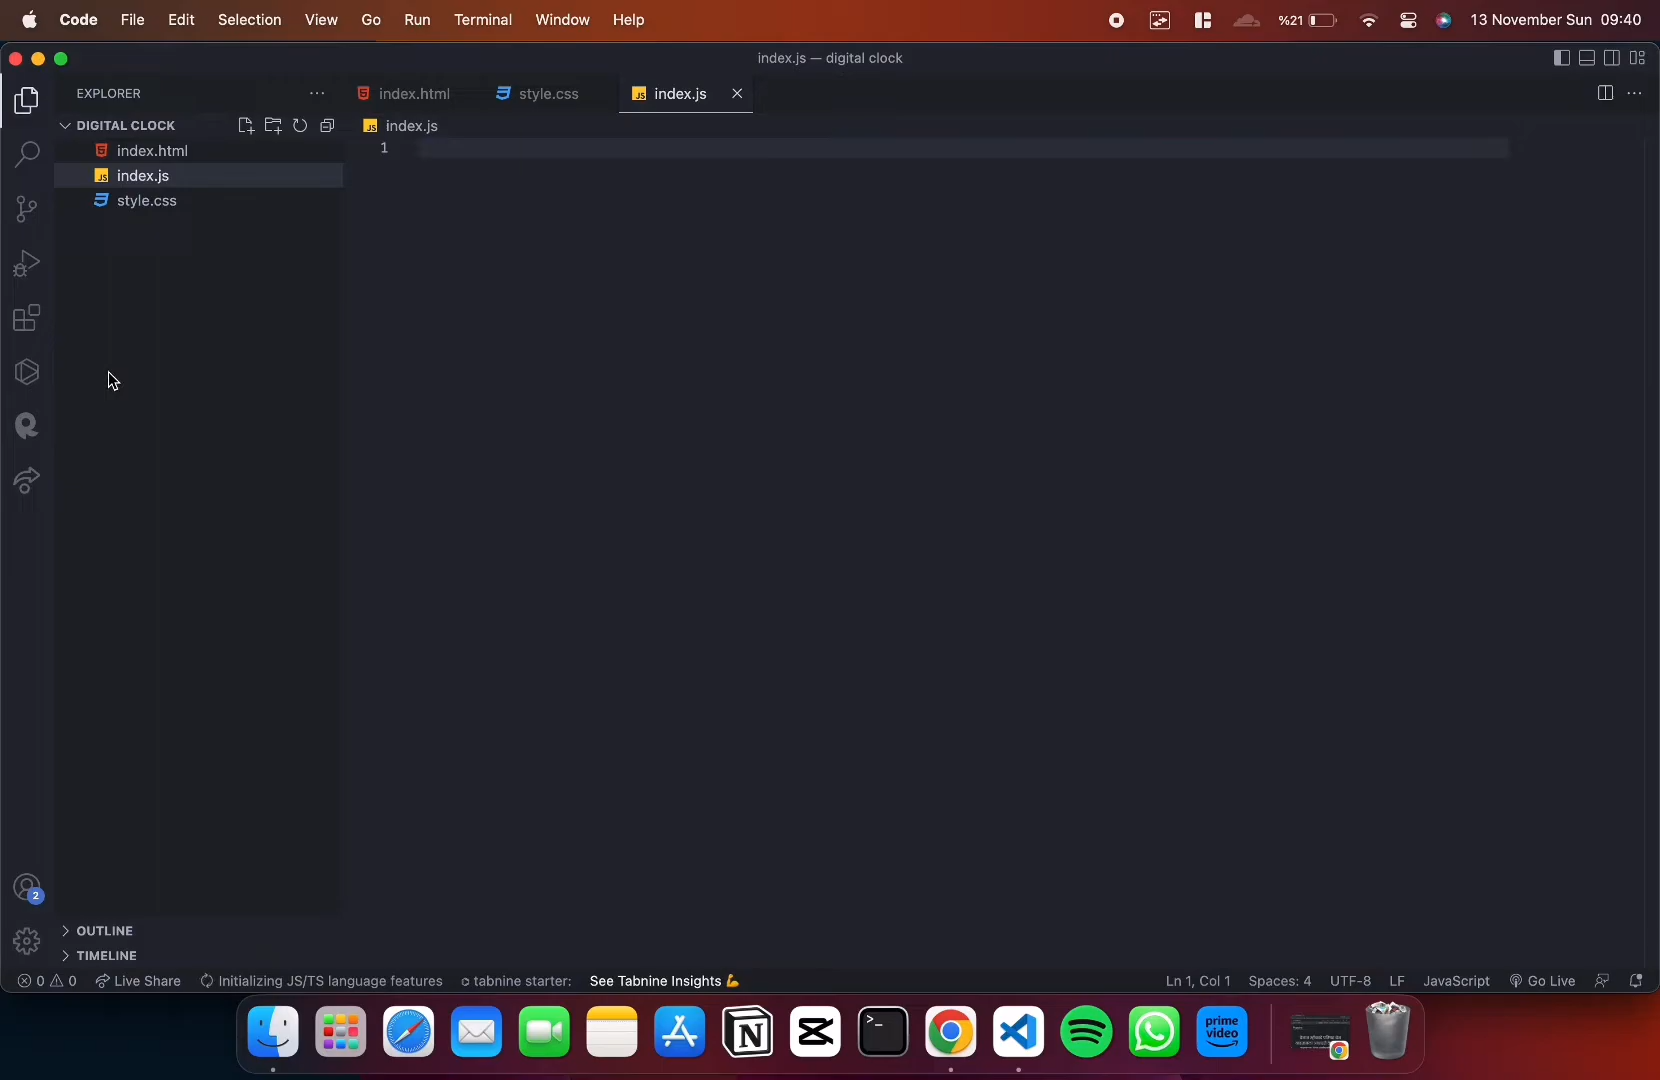 Code File Edit Selection View Go Run Terminal Window Help %21 13 November Sun 09:40
index.js — digital clock
EXPLORER ··· index.html style.css JS index.js
DIGITAL CLOCK JS index.js
1
index.html
JS index.js
style.css
2
OUTLINE
TIMELINE
0 0 Live Share Initializing JS/TS language features tabnine starter: See Tabnine Insights 💪 Ln 1, Col 1 Spaces: 4 UTF-8 LF JavaScript Go Live
>_
N
prime video